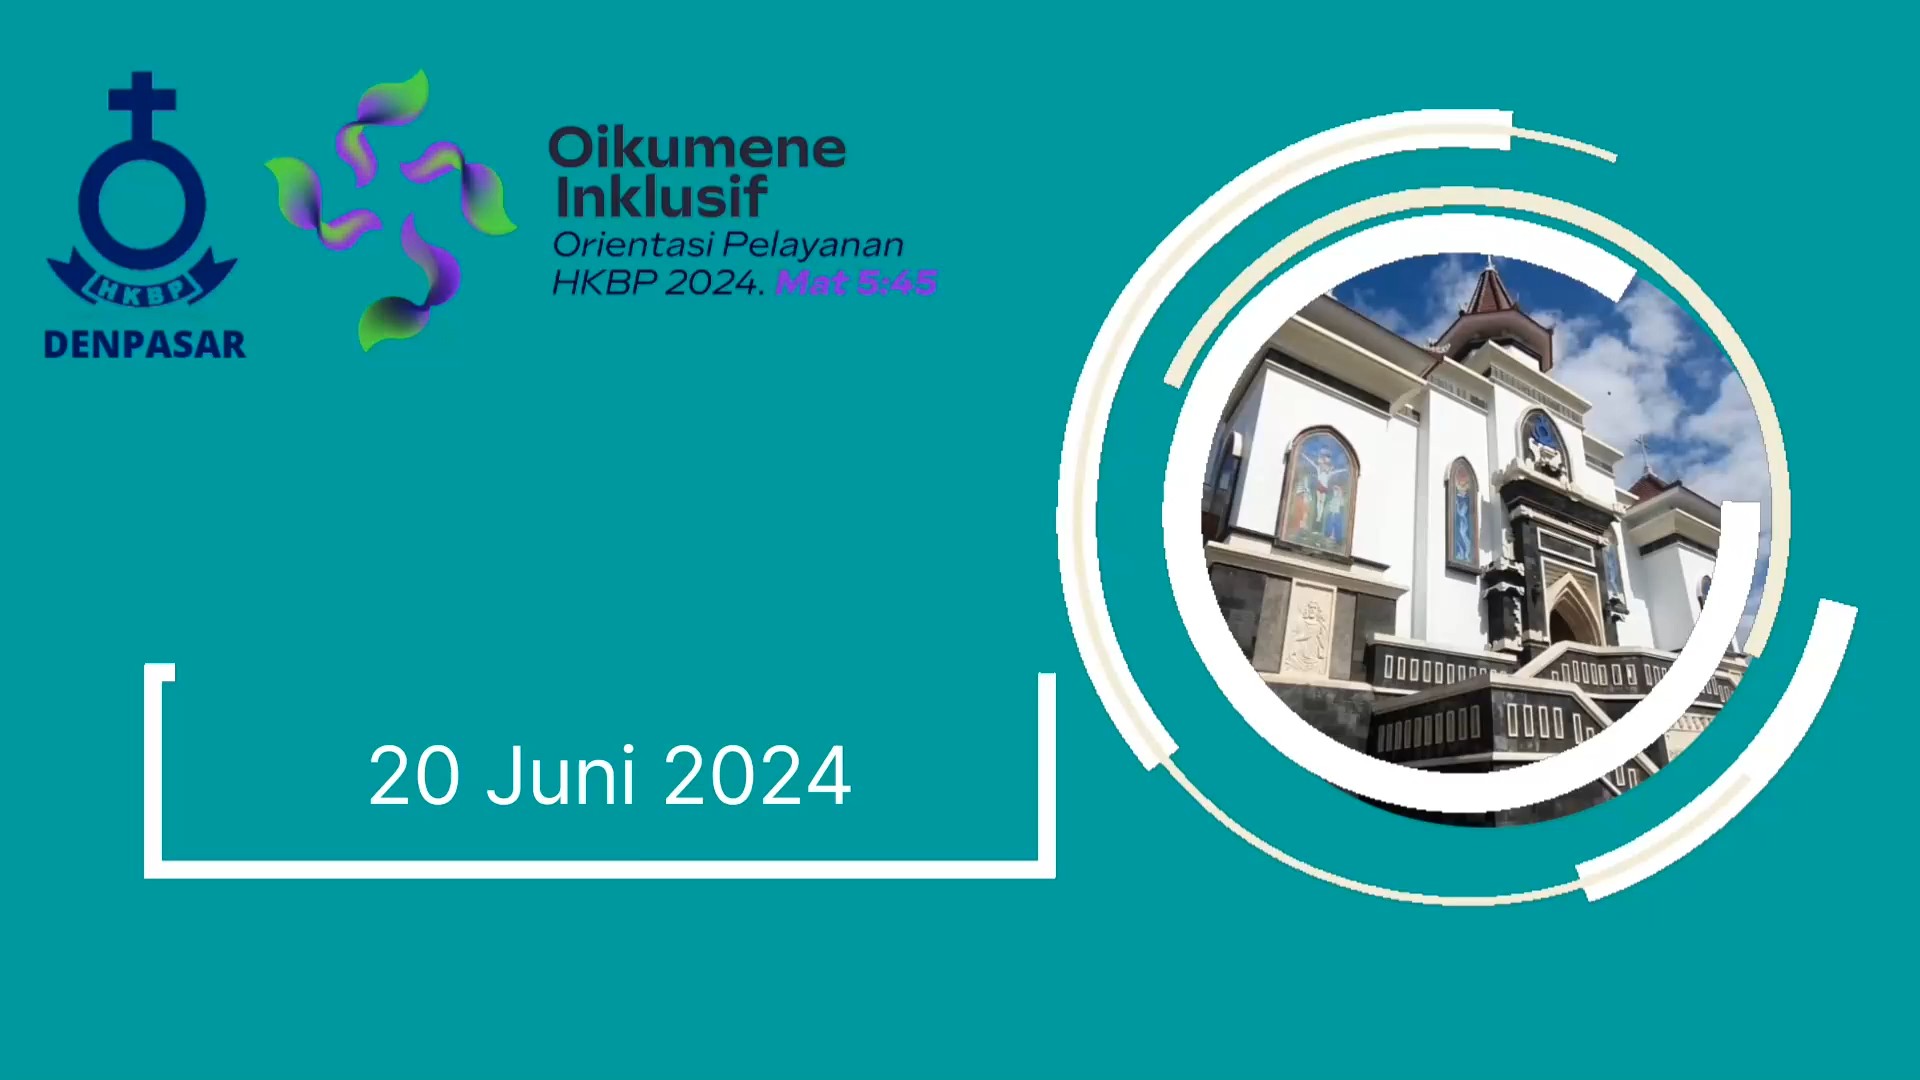 HKBP
DENPASAR
Oikumene
Inklusif
Orientasi Pelayanan
HKBP 2024. Mat 5:45
20 Juni 2024